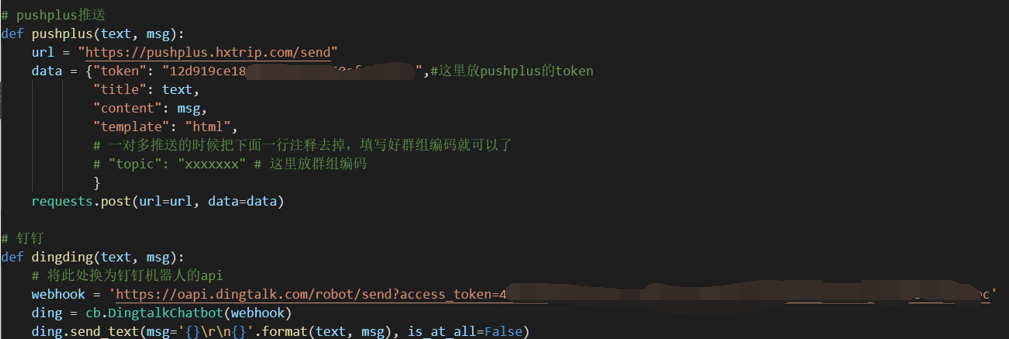 # pushplus推送
def pushplus(text, msg):
url = "https://pushplus.hxtrip.com/send"
data = {"token": "12d919ce18 ",#这里放pushplus的token
"title": text,
"content": msg,
"template": "html",
# 一对多推送的时候把下面一行注释去掉，填写好群组编码就可以了
# "topic": "xxxxxxx" # 这里放群组编码
}
requests.post(url=url, data=data)
# 钉钉
def dingding(text, msg):
# 将此处换为钉钉机器人的api
webhook = 'https://oapi.dingtalk.com/robot/send?access_token=4 c'
ding = cb.DingtalkChatbot(webhook)
ding.send_text(msg='{}\r\n{}'.format(text, msg), is_at_all=False)